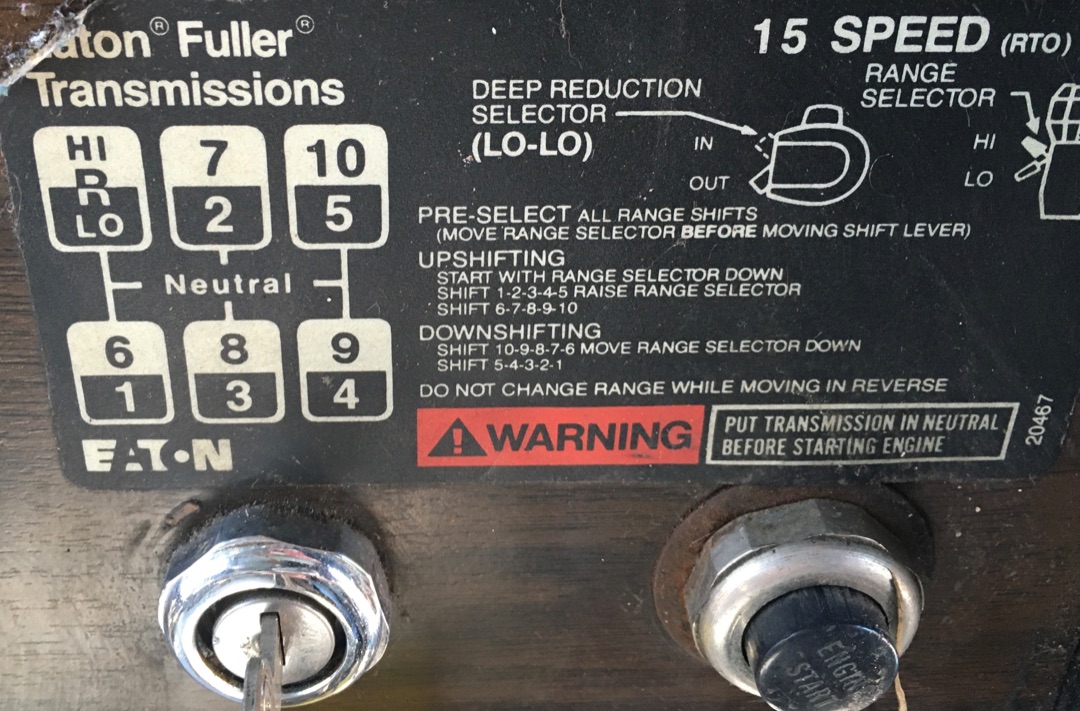 Eaton® Fuller®
Transmissions
15 SPEED (RTO)
DEEP REDUCTION
SELECTOR
(LO-LO)
IN
OUT
RANGE
SELECTOR
HI
LO
HI
R
LO
7
2
10
5
Neutral
6
1
8
3
9
4
PRE-SELECT ALL RANGE SHIFTS
(MOVE RANGE SELECTOR BEFORE MOVING SHIFT LEVER)
UPSHIFTING
START WITH RANGE SELECTOR DOWN
SHIFT 1-2-3-4-5 RAISE RANGE SELECTOR
SHIFT 6-7-8-9-10
DOWNSHIFTING
SHIFT 10-9-8-7-6 MOVE RANGE SELECTOR DOWN
SHIFT 5-4-3-2-1
DO NOT CHANGE RANGE WHILE MOVING IN REVERSE
WARNING
PUT TRANSMISSION IN NEUTRAL
BEFORE STARTING ENGINE
20467
EATON
ENGINE
START